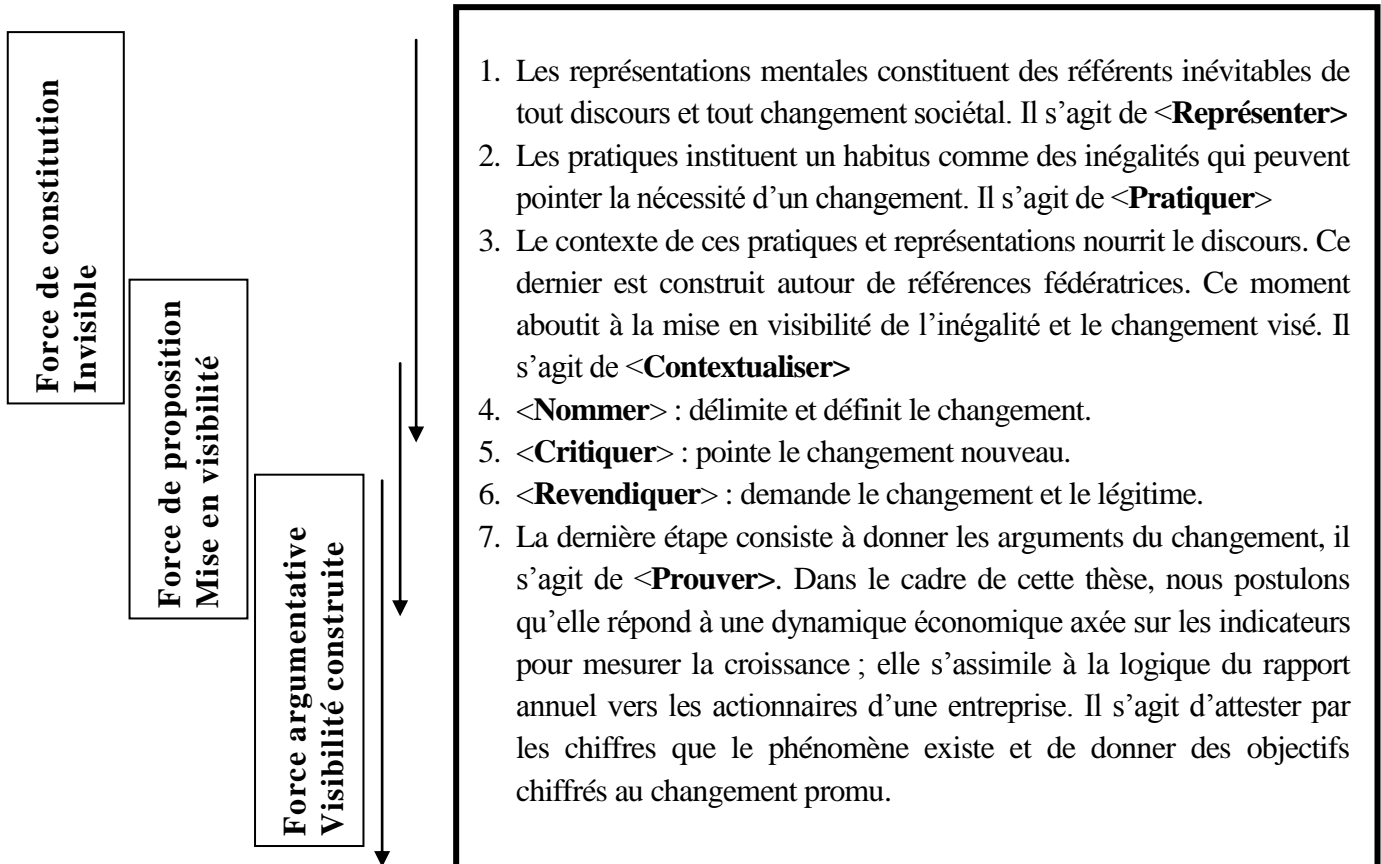 Force de constitution
Invisible
Force de proposition
Mise en visibilité
Force argumentative
Visibilité construite
1. Les représentations mentales constituent des référents inévitables de
tout discours et tout changement sociétal. Il s’agit de <Représenter>
2. Les pratiques instituent un habitus comme des inégalités qui peuvent
pointer la nécessité d’un changement. Il s’agit de <Pratiquer>
3. Le contexte de ces pratiques et représentations nourrit le discours. Ce
dernier est construit autour de références fédératrices. Ce moment
aboutit à la mise en visibilité de l’inégalité et le changement visé. Il
s’agit de <Contextualiser>
4. <Nommer> : délimite et définit le changement.
5. <Critiquer> : pointe le changement nouveau.
6. <Revendiquer> : demande le changement et le légitime.
7. La dernière étape consiste à donner les arguments du changement, il
s’agit de <Prouver>. Dans le cadre de cette thèse, nous postulons
qu’elle répond à une dynamique économique axée sur les indicateurs
pour mesurer la croissance ; elle s’assimile à la logique du rapport
annuel vers les actionnaires d’une entreprise. Il s’agit d’attester par
les chiffres que le phénomène existe et de donner des objectifs
chiffrés au changement promu.